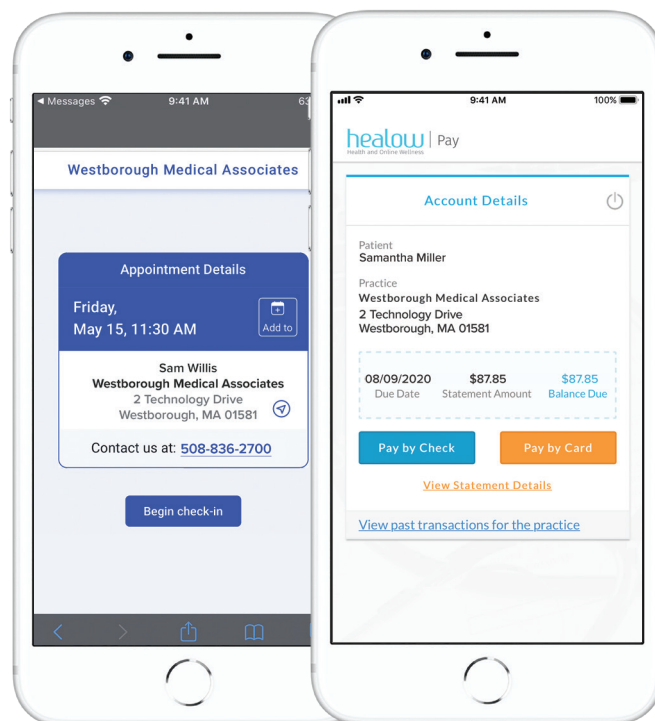 Messages
9:41 AM
Westborough Medical Associates
Appointment Details
Friday,
May 15, 11:30 AM
Add to
Sam Willis
Westborough Medical Associates
2 Technology Drive
Westborough, MA 01581
Contact us at: 508-836-2700
Begin check-in
9:41 AM
100%
healow | Pay
Health and Online Wellness
Account Details
Patient
Samantha Miller
Practice
Westborough Medical Associates
2 Technology Drive
Westborough, MA 01581
08/09/2020 $87.85 $87.85
Due Date Statement Amount Balance Due
Pay by Check Pay by Card
View Statement Details
View past transactions for the practice